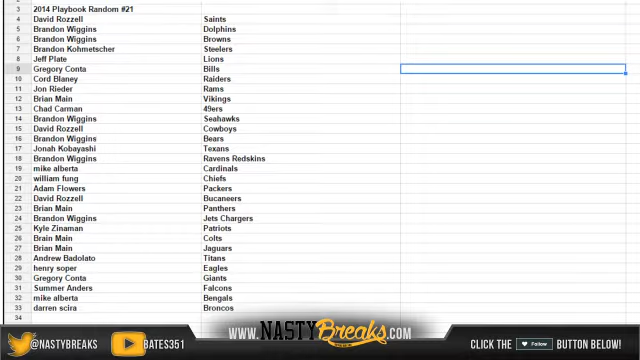 3 2014 Playbook Random #21
4 David Rozzell Saints
5 Brandon Wiggins Dolphins
6 Brandon Wiggins Browns
7 Brandon Kohmetscher Steelers
8 Jeff Plate Lions
9 Gregory Conta Bills
10 Cord Blaney Raiders
11 Jon Rieder Rams
12 Brian Main Vikings
13 Chad Carman 49ers
14 Brandon Wiggins Seahawks
15 David Rozzell Cowboys
16 Brandon Wiggins Bears
17 Jonah Kobayashi Texans
18 Brandon Wiggins Ravens Redskins
19 mike alberta Cardinals
20 william fung Chiefs
21 Adam Flowers Packers
22 David Rozzell Bucaneers
23 Brian Main Panthers
24 Brandon Wiggins Jets Chargers
25 Kyle Zinaman Patriots
26 Brain Main Colts
27 Brian Main Jaguars
28 Andrew Badolato Titans
29 henry soper Eagles
30 Gregory Conta Giants
31 Summer Anders Falcons
32 mike alberta Bengals
33 darren scira Broncos
34
@NASTYBREAKS BATES351 WWW.NASTYBreaks.COM CLICK THE Follow BUTTON BELOW!